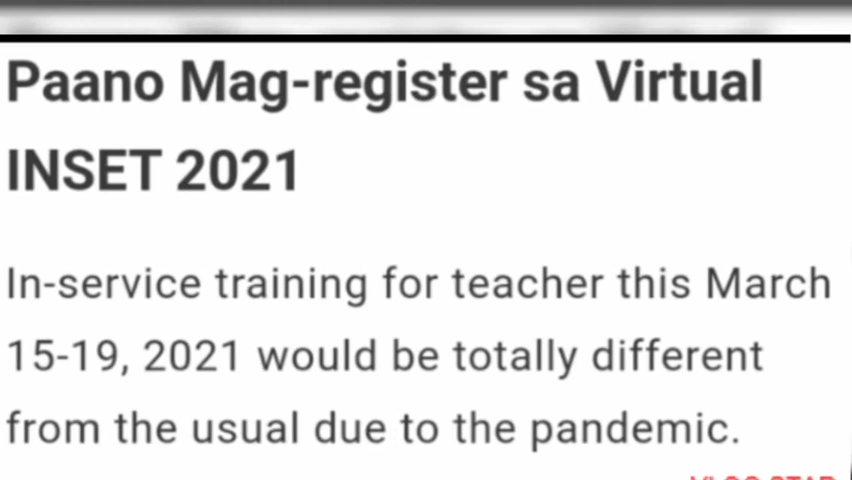 Paano Mag-register sa Virtual
INSET 2021
In-service training for teacher this March
15-19, 2021 would be totally different
from the usual due to the pandemic.